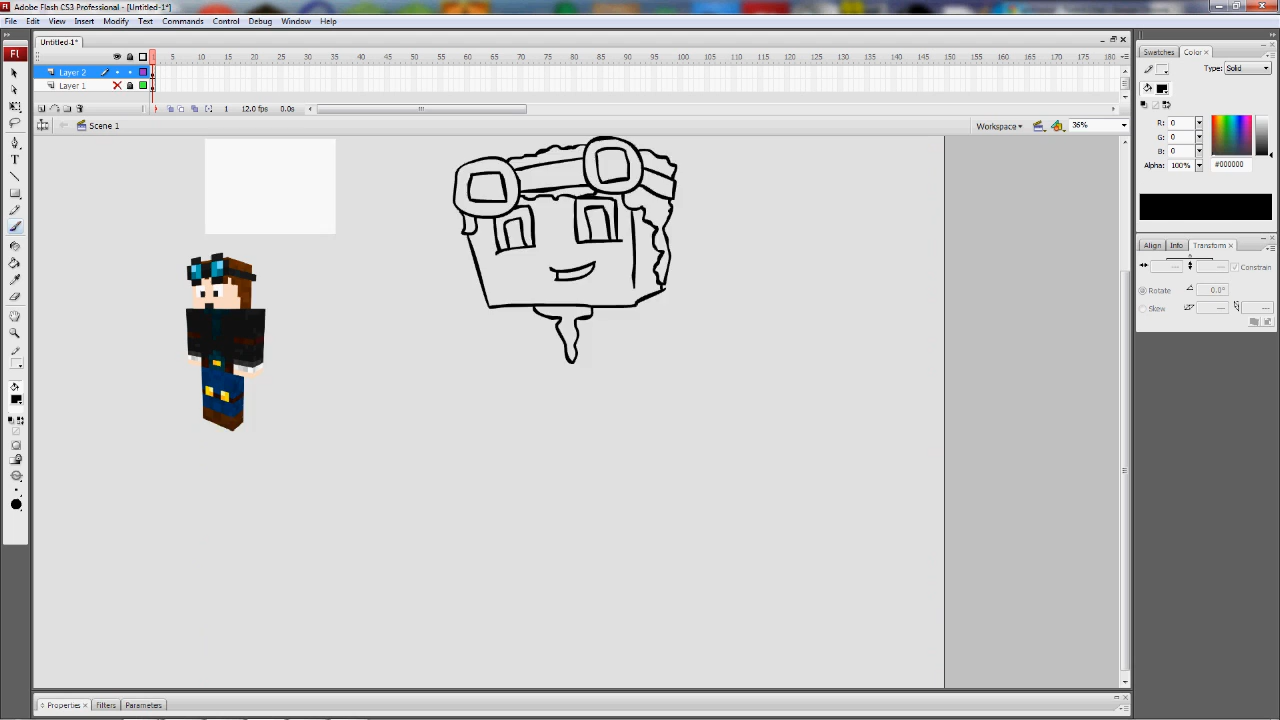 Adobe Flash CS3 Professional - [Untitled-1*]
File Edit View Insert Modify Text Commands Control Debug Window Help
Fl
Untitled-1*
1 5 10 15 20 25 30 35 40 45 50 55 60 65 70 75 80 85 90 95 100 105 110 115 120 125 130 135 140 145 150 155 160 165 170 175 180
Layer 2
Layer 1
1 12.0 fps 0.0s
Scene 1
Workspace
36%
Swatches Color
Type: Solid
R: 0
G: 0
B: 0
Alpha: 100% #000000
Align Info Transform
Constrain
Rotate 0.0°
Skew
Properties Filters Parameters